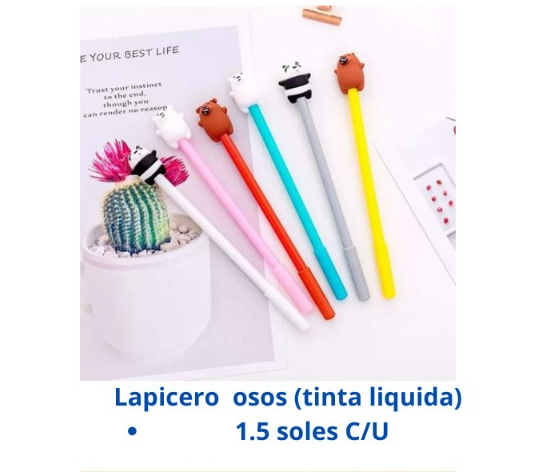 E YOUR BEST LIFE
Trust your instinct
to the end,
though you
can render no reason
Lapicero osos (tinta liquida)
• 1.5 soles C/U